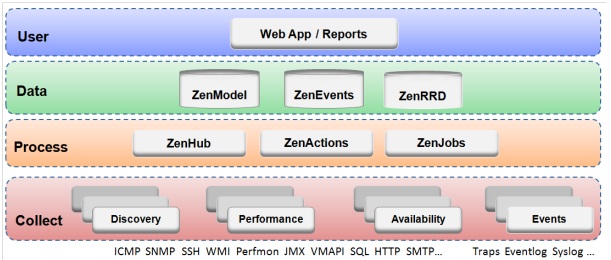 User
Web App / Reports
Data
ZenModel
ZenEvents
ZenRRD
Process
ZenHub
ZenActions
ZenJobs
Collect
Discovery
Performance
Availability
Events
ICMP SNMP SSH WMI Perfmon JMX VMAPI SQL HTTP SMTP...
Traps Eventlog Syslog ...